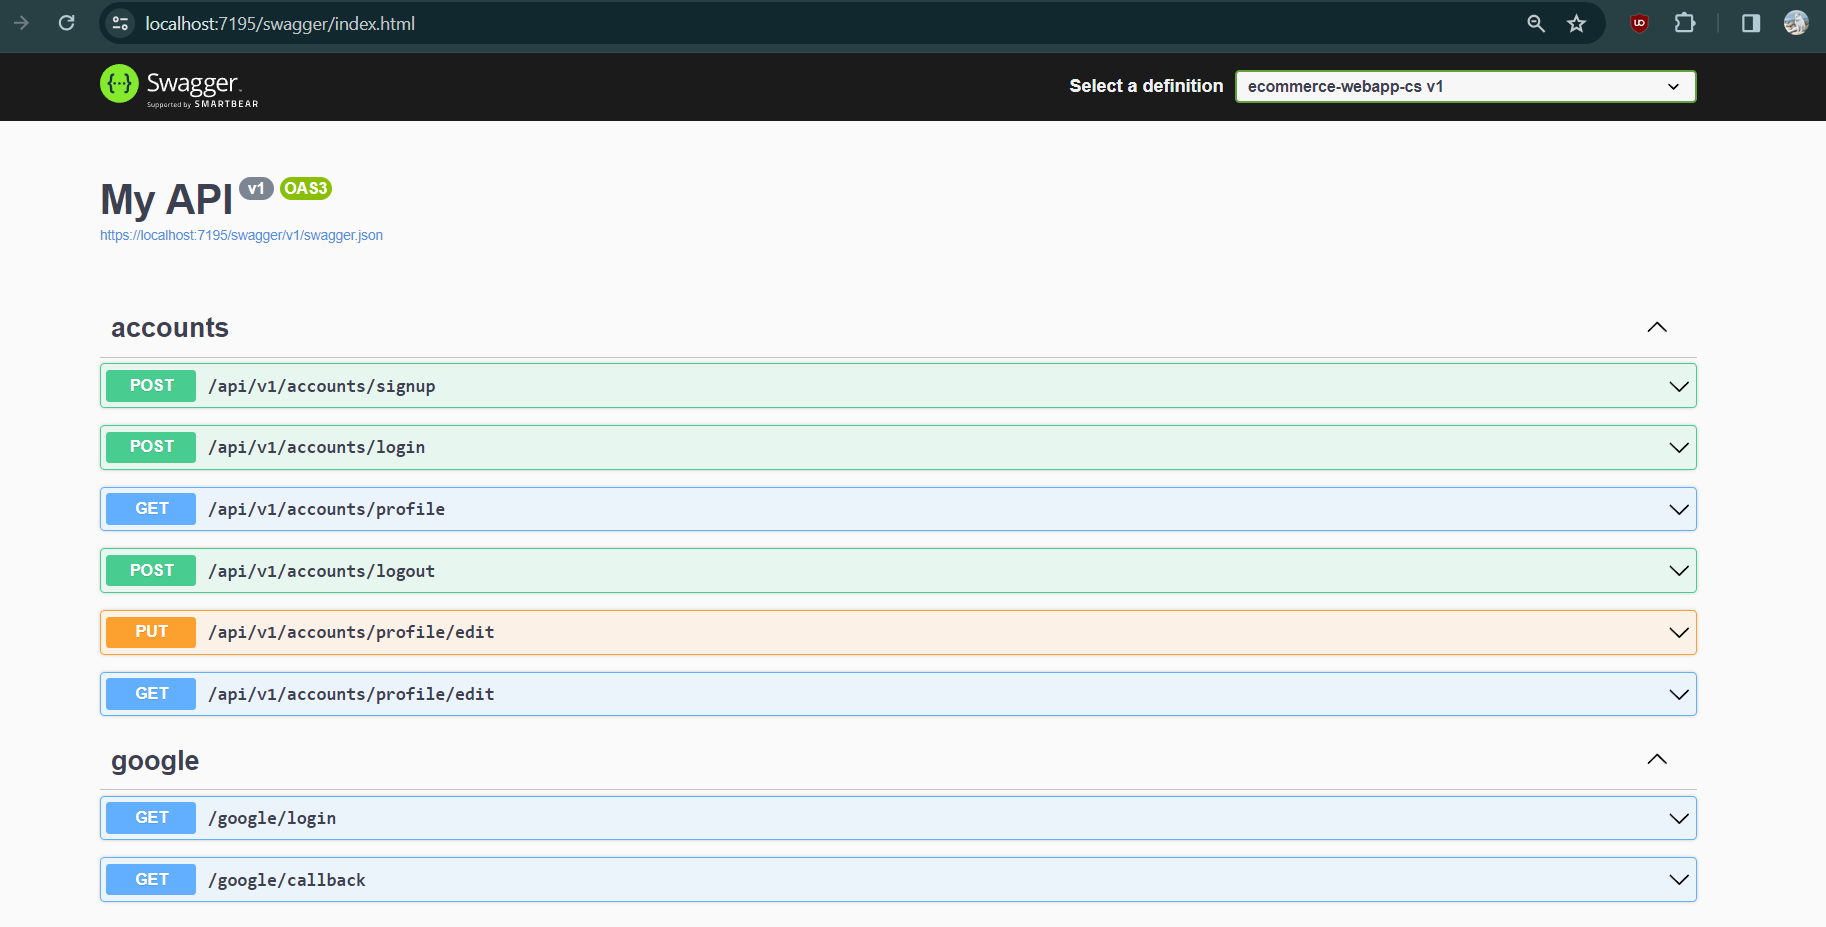 localhost:7195/swagger/index.html
UO
Swagger
Supported by SMARTBEAR
Select a definition
ecommerce-webapp-cs v1
My API v1 OAS3
https://localhost:7195/swagger/v1/swagger.json
accounts
POST /api/v1/accounts/signup
POST /api/v1/accounts/login
GET /api/v1/accounts/profile
POST /api/v1/accounts/logout
PUT /api/v1/accounts/profile/edit
GET /api/v1/accounts/profile/edit
google
GET /google/login
GET /google/callback